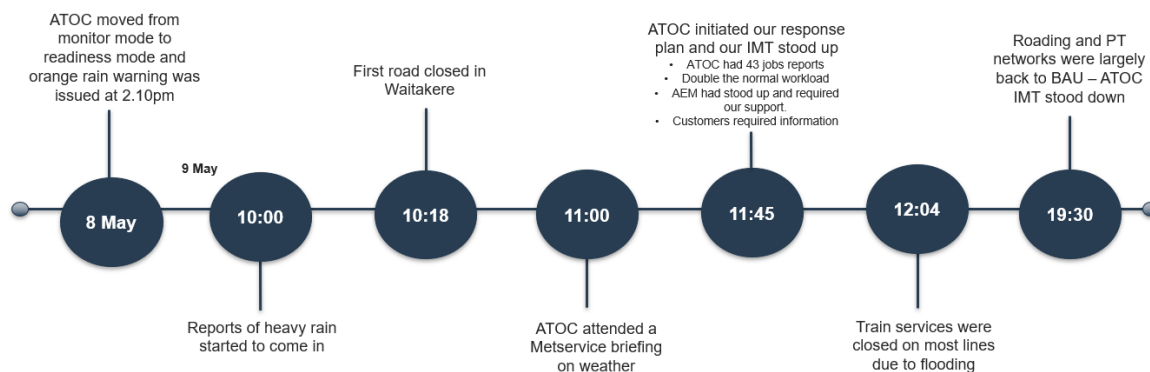 ATOC moved from
monitor mode to
readiness mode and
orange rain warning was
issued at 2.10pm
8 May
9 May
10:00
Reports of heavy rain
started to come in
First road closed in
Waitakere
10:18
11:00
ATOC attended a
Metservice briefing
on weather
ATOC initiated our response
plan and our IMT stood up
• ATOC had 43 jobs reports
• Double the normal workload
• AEM had stood up and required
our support.
• Customers required information
11:45
12:04
Train services were
closed on most lines
due to flooding
Roading and PT
networks were largely
back to BAU – ATOC
IMT stood down
19:30